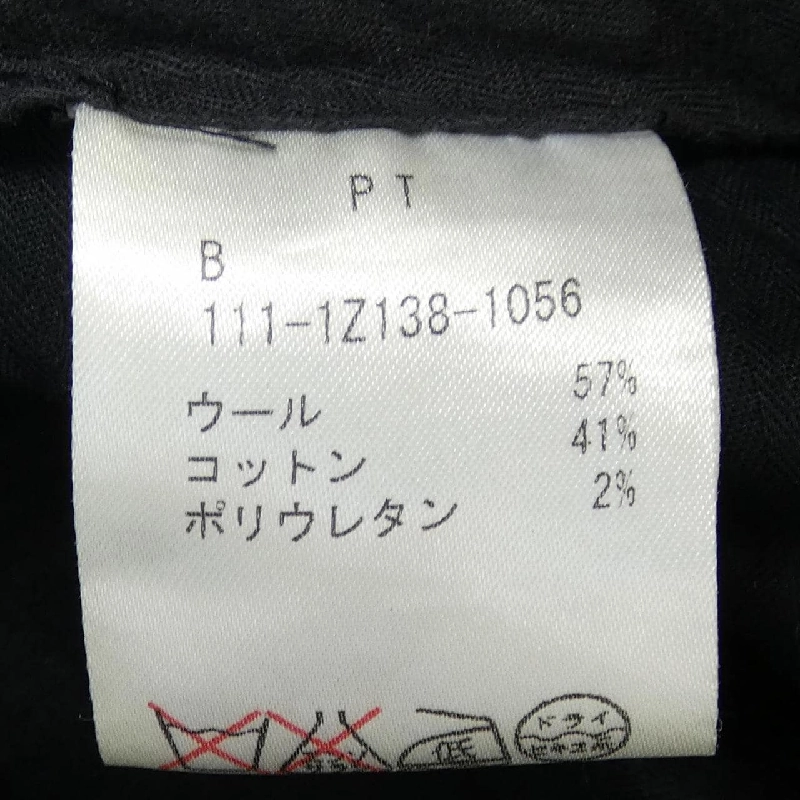 PT
B
111-1Z138-1056
ウール 57%
コットン 41%
ポリウレタン 2%
ドライ